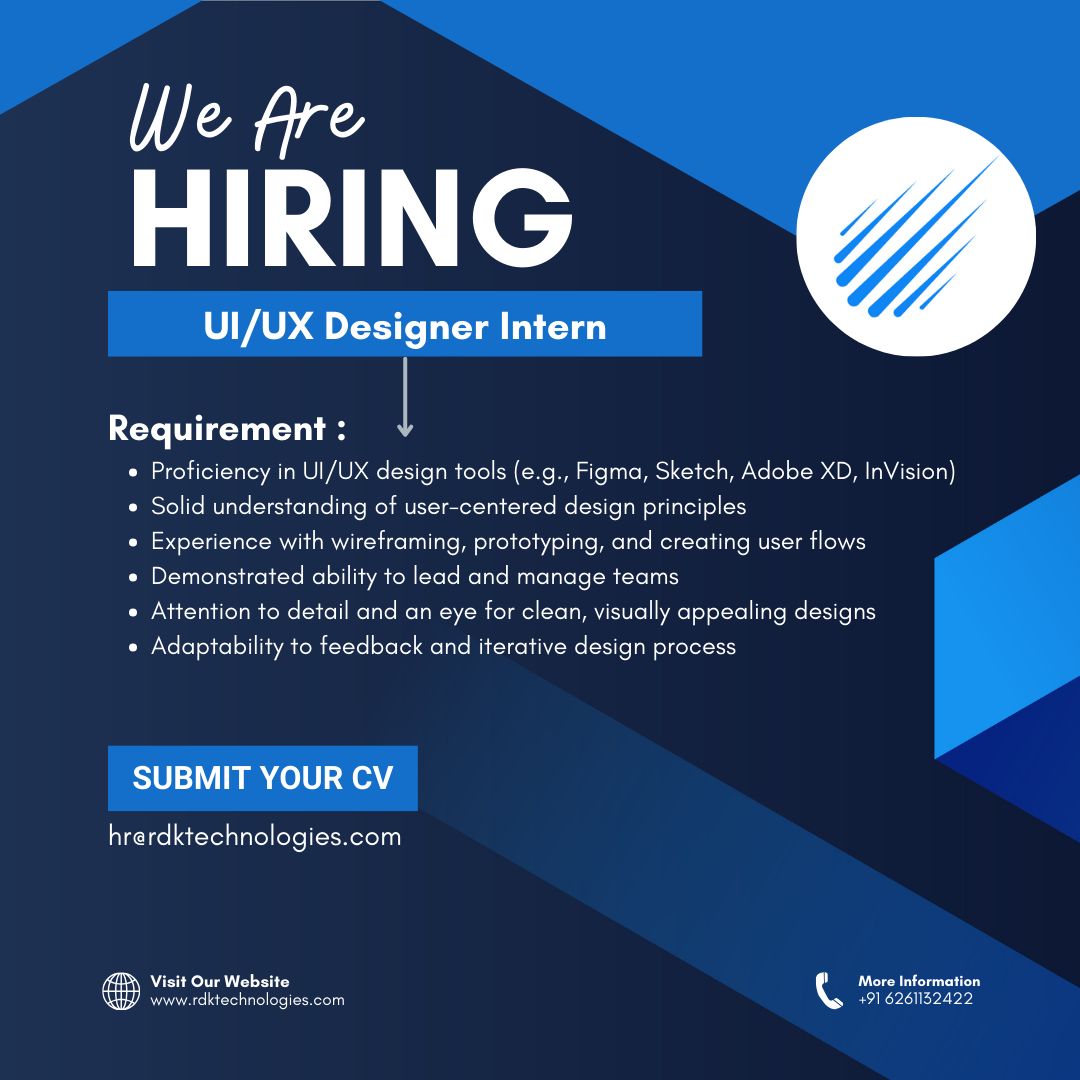 We Are
HIRING
UI/UX Designer Intern
Requirement :
• Proficiency in UI/UX design tools (e.g., Figma, Sketch, Adobe XD, InVision)
• Solid understanding of user-centered design principles
• Experience with wireframing, prototyping, and creating user flows
• Demonstrated ability to lead and manage teams
• Attention to detail and an eye for clean, visually appealing designs
• Adaptability to feedback and iterative design process
SUBMIT YOUR CV
hr@rdktechnologies.com
Visit Our Website
www.rdktechnologies.com
More Information
+91 6261132422